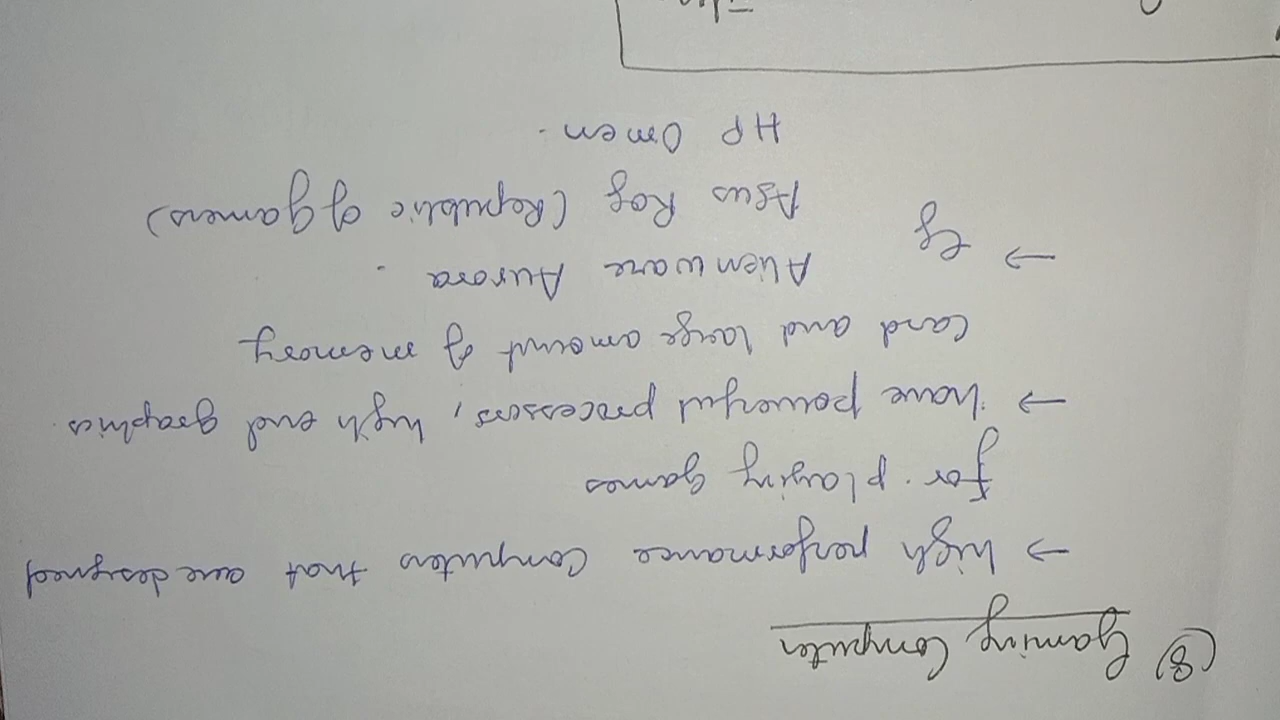 (8) Gaming Computer
→ high performance Computers that are designed
for playing games
→ have powerful processors, high end graphics
card and large amount of memory
→ Eg Alienware Aurora.
Asus Rog (Republic of gamers)
HP Omen.